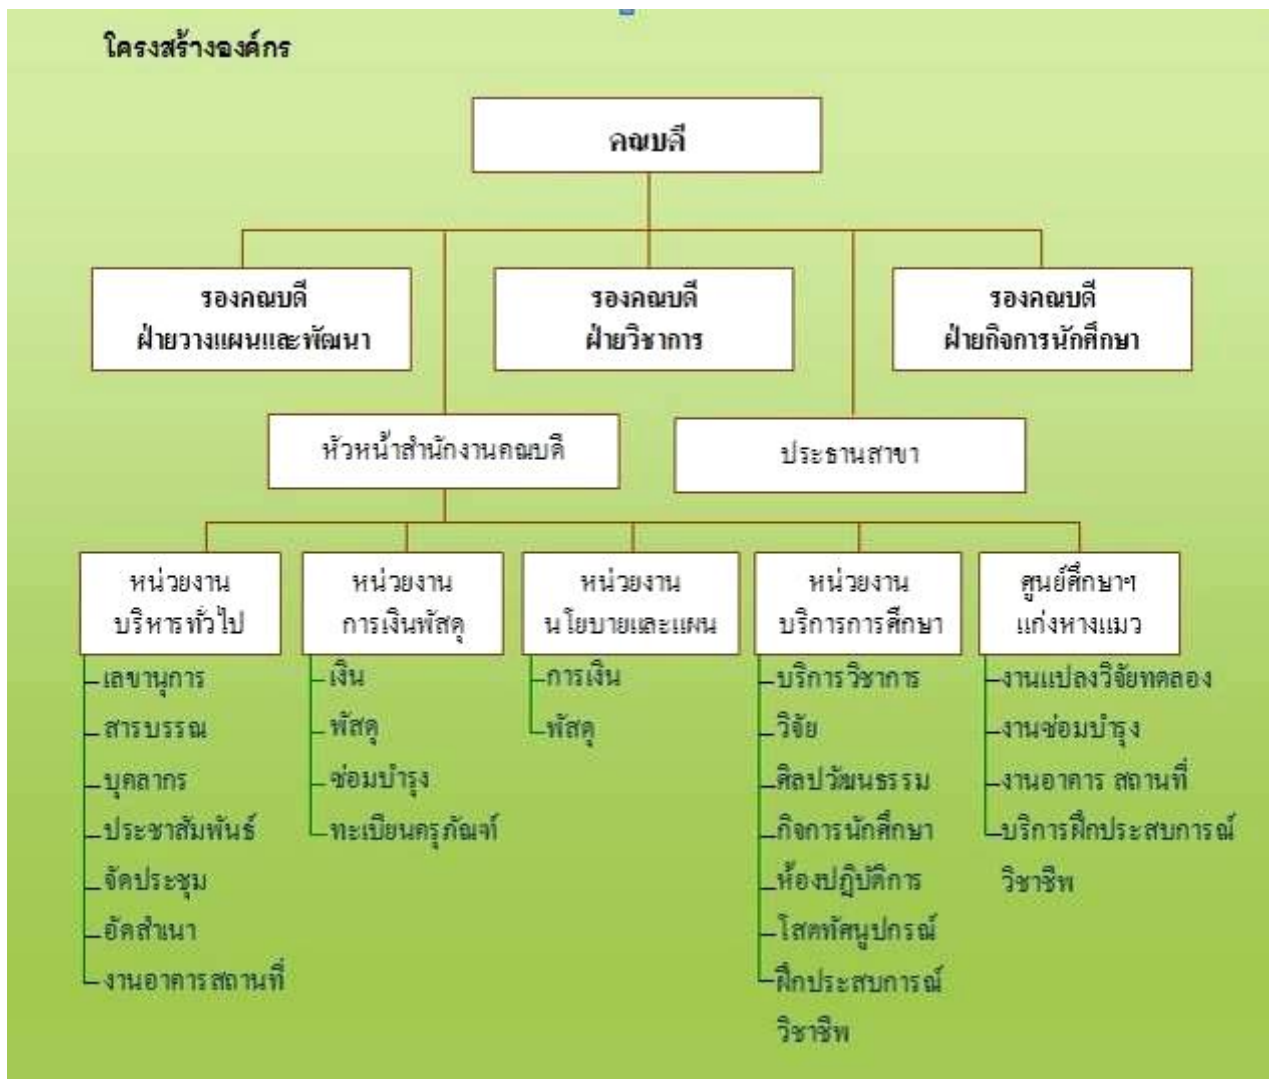 โครงสร้างองค์กร
คณบดี
รองคณบดี
ฝ่ายวางแผนและพัฒนา
รองคณบดี
ฝ่ายวิชาการ
รองคณบดี
ฝ่ายกิจการนักศึกษา
หัวหน้าสำนักงานคณบดี
ประธานสาขา
หน่วยงาน
บริหารทั่วไป
เลขานุการ
สารบรรณ
บุคลากร
ประชาสัมพันธ์
จัดประชุม
อัดสำเนา
งานอาคารสถานที่
หน่วยงาน
การเงินพัสดุ
เงิน
พัสดุ
ซ่อมบำรุง
ทะเบียนครุภัณฑ์
หน่วยงาน
นโยบายและแผน
การเงิน
พัสดุ
หน่วยงาน
บริการการศึกษา
บริการวิชาการ
วิจัย
ศิลปวัฒนธรรม
กิจการนักศึกษา
ห้องปฏิบัติการ
โสตทัศนูปกรณ์
ฝึกประสบการณ์
วิชาชีพ
ศูนย์ศึกษาฯ
แก่งหางแมว
งานแปลงวิจัยทดลอง
งานซ่อมบำรุง
งานอาคาร สถานที่
บริการฝึกประสบการณ์
วิชาชีพ